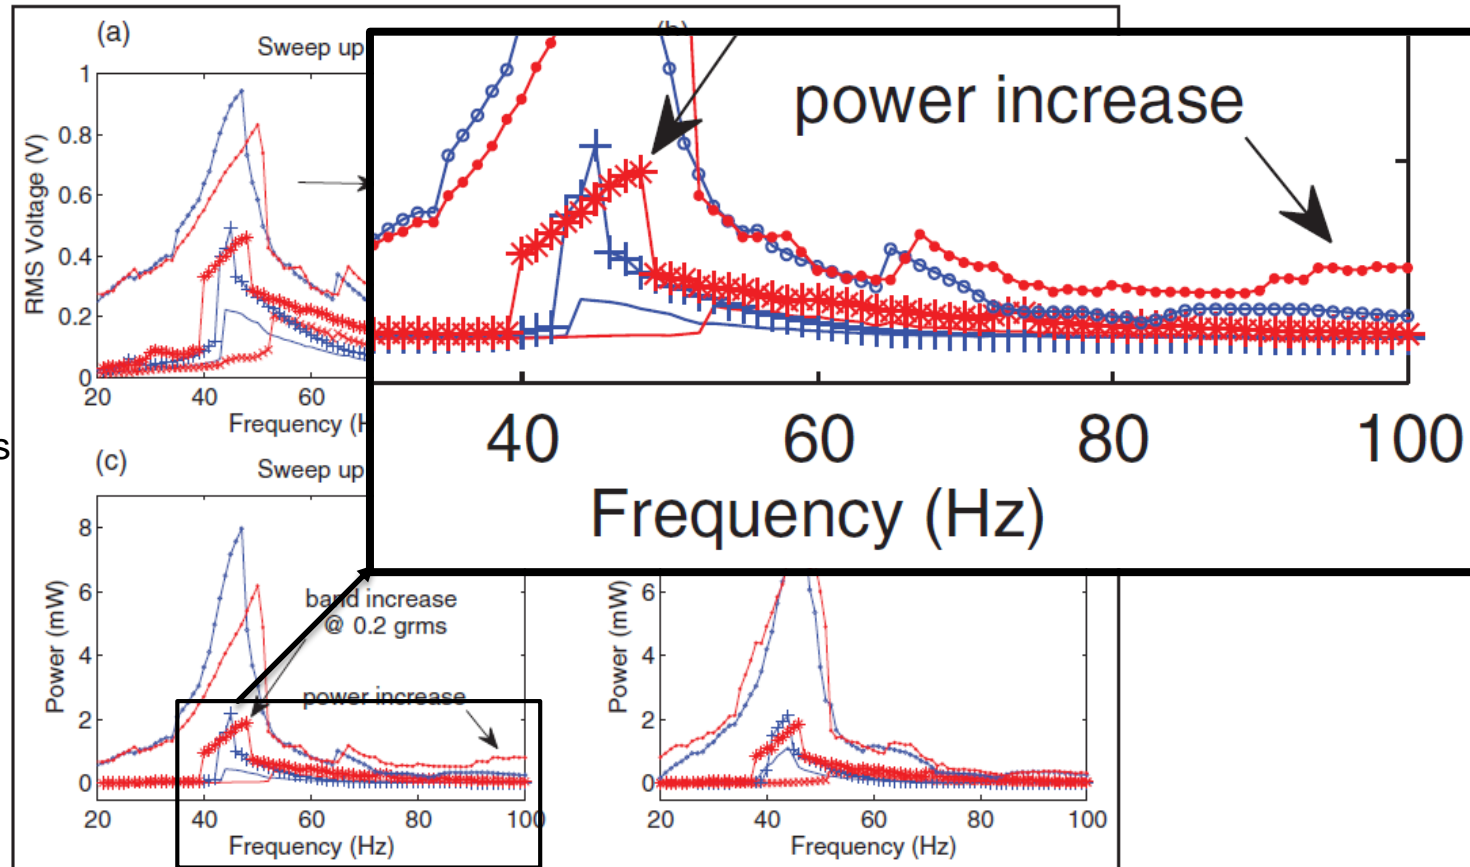 (a)
Sweep up
1
0.8
0.6
0.4
0.2
0
RMS Voltage (V)
20
40
60
Frequency (H
power increase
40
60
80
100
Frequency (Hz)
s
(c)
Sweep up
8
6
4
2
0
Power (mW)
band increase
@ 0.2 grms
power increase
20
40
60
80
100
Frequency (Hz)
6
4
2
0
Power (mW)
20
40
60
80
100
Frequency (Hz)